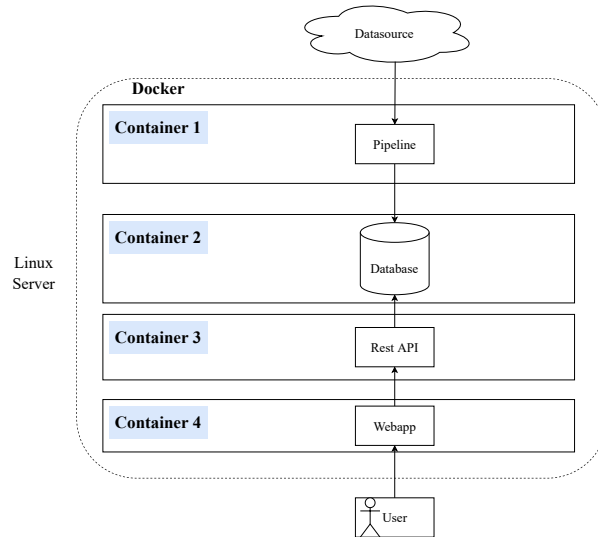 Datasource
Docker
Container 1
Pipeline
Container 2
Database
Linux
Server
Container 3
Rest API
Container 4
Webapp
User